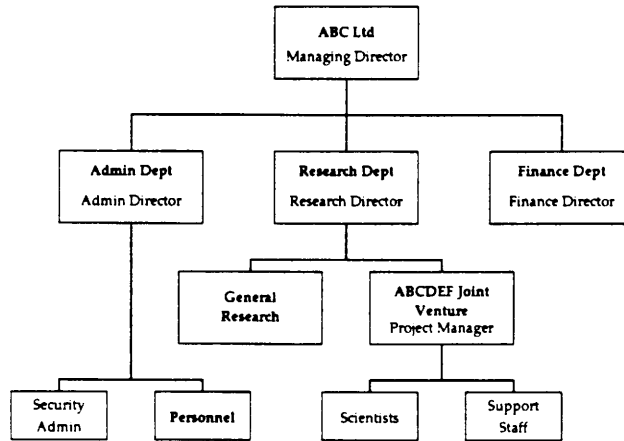 ABC Ltd
Managing Director
Admin Dept
Admin Director
Research Dept
Research Director
Finance Dept
Finance Director
General
Research
ABCDEF Joint
Venture
Project Manager
Security
Admin
Personnel
Scientists
Support
Staff